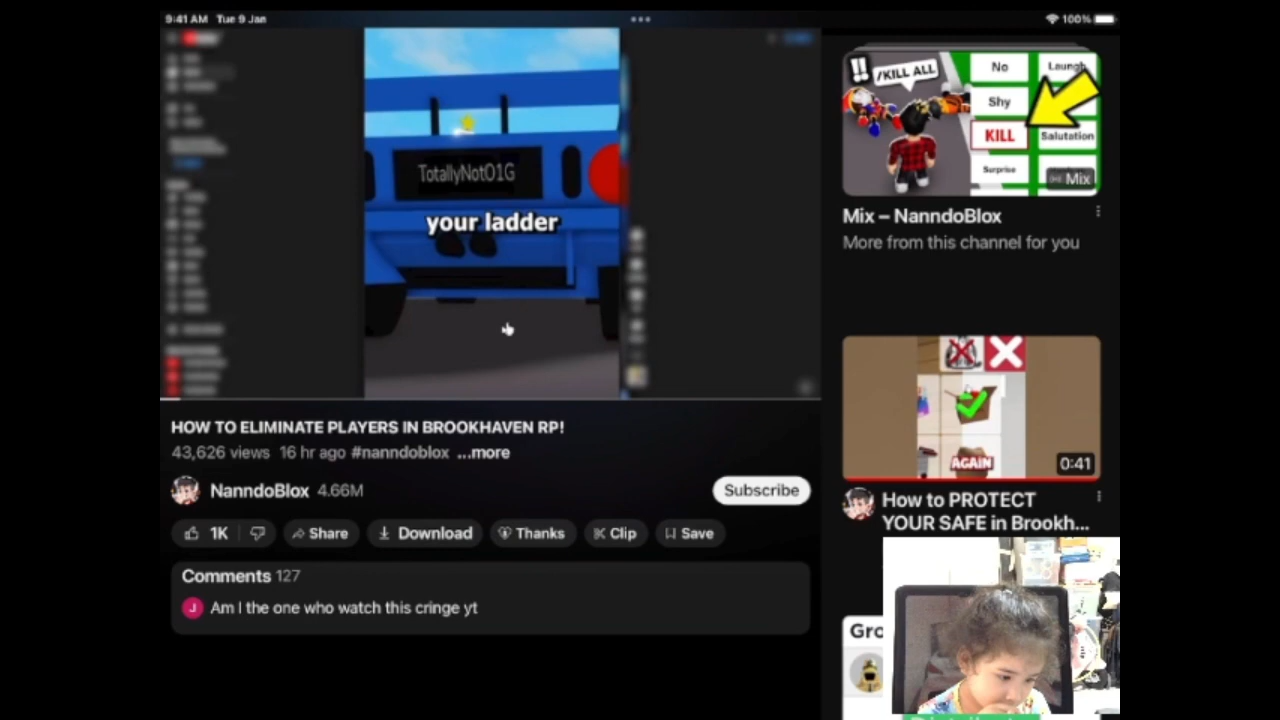 9:41 AM Tue 9 Jan
100%
TotallyNotO1G
your ladder
HOW TO ELIMINATE PLAYERS IN BROOKHAVEN RP!
43,626 views 16 hr ago #nanndoblox ...more
NanndoBlox 4.66M
Subscribe
1K
Share
Download
Thanks
Clip
Save
Comments 127
J
Am I the one who watch this cringe yt
!!
/KILL ALL
No
Laugh
Shy
KILL
Salutation
Surprise
Mix
Mix – NanndoBlox
More from this channel for you
AGAIN
0:41
How to PROTECT
YOUR SAFE in Brookh...
Gro